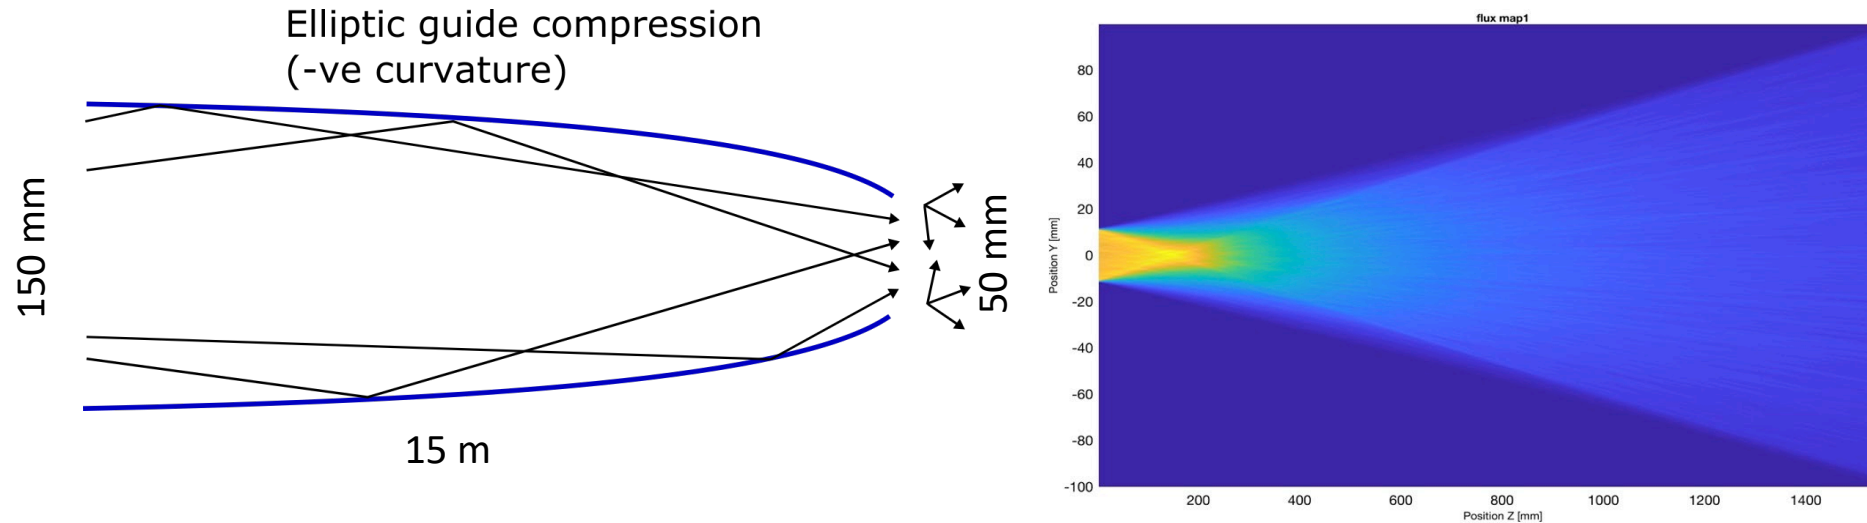 Elliptic guide compression
(-ve curvature)
150 mm
50 mm
15 m
flux map1
Position Y [mm]
80
60
40
20
0
-20
-40
-60
-80
-100
200
400
600
800
1000
1200
1400
Position Z [mm]